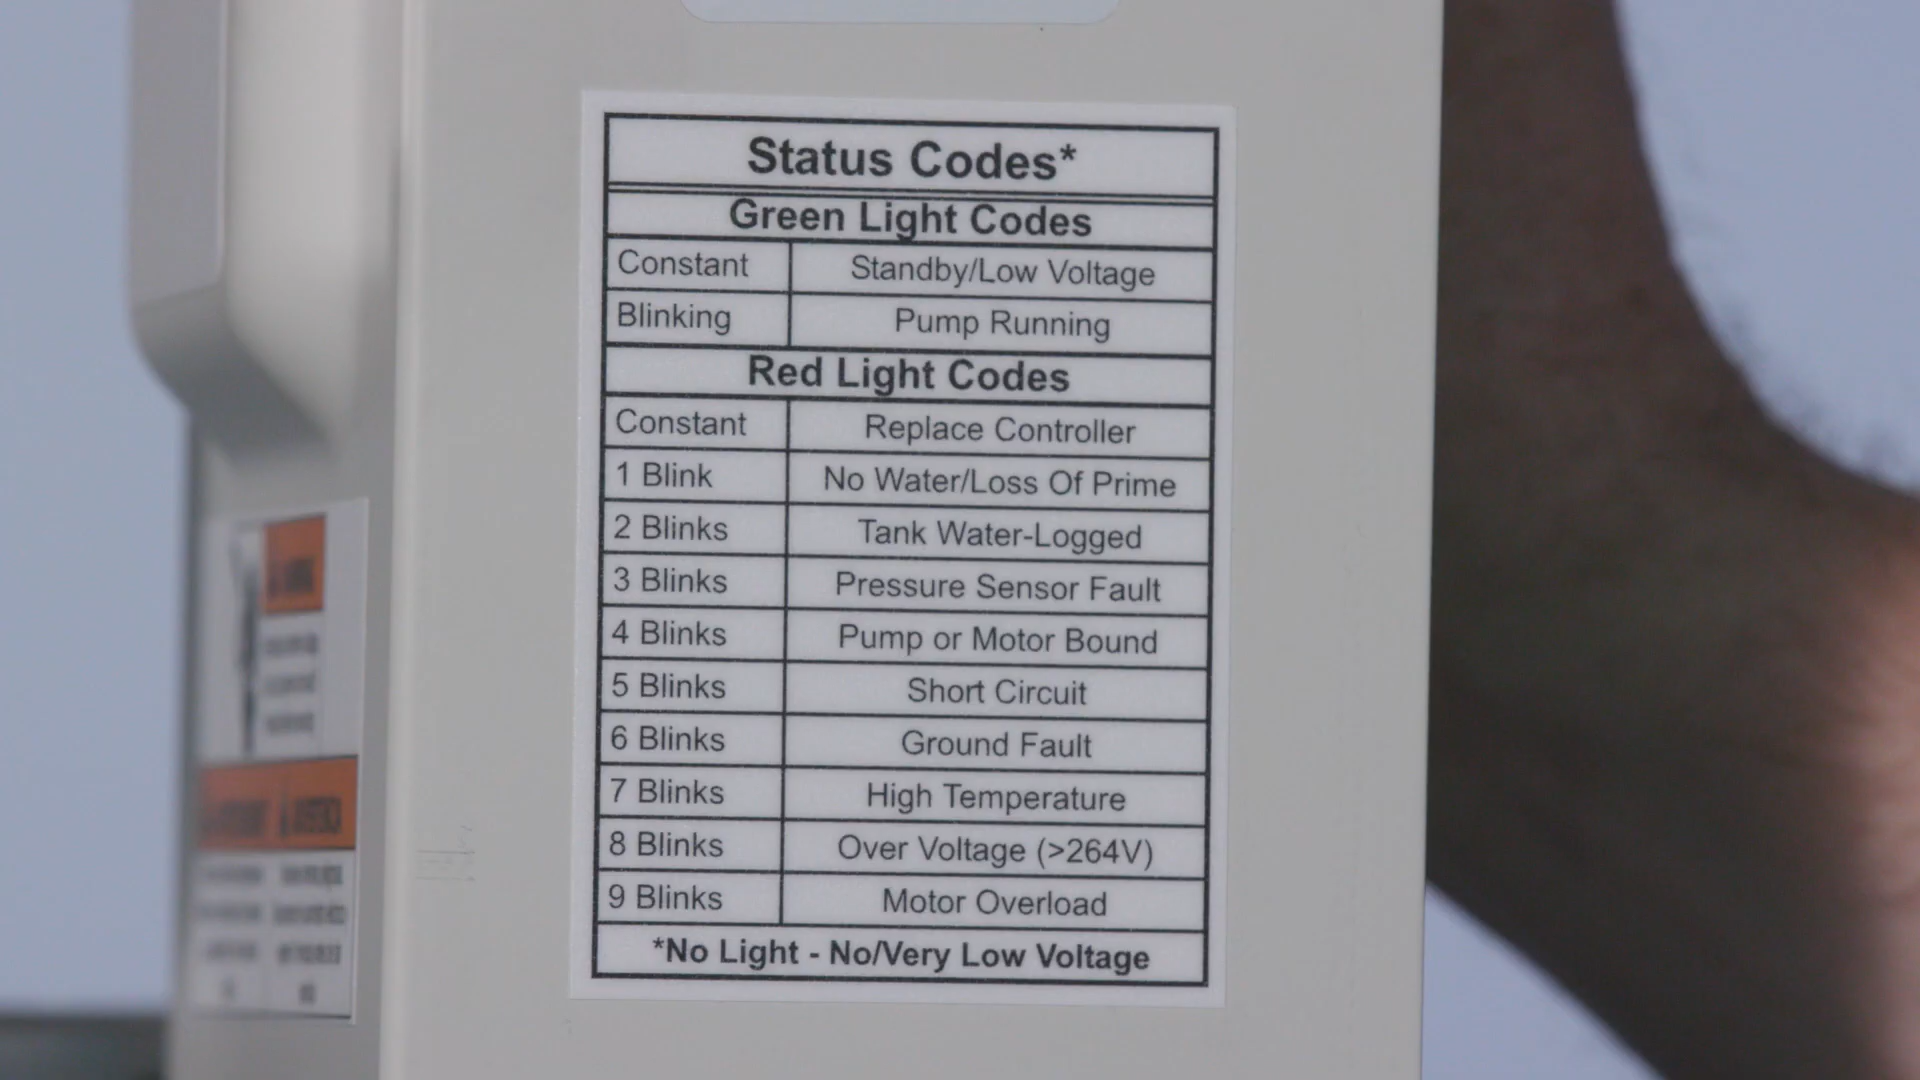 Status Codes*
Green Light Codes
Constant Standby/Low Voltage
Blinking Pump Running
Red Light Codes
Constant Replace Controller
1 Blink No Water/Loss Of Prime
2 Blinks Tank Water-Logged
3 Blinks Pressure Sensor Fault
4 Blinks Pump or Motor Bound
5 Blinks Short Circuit
6 Blinks Ground Fault
7 Blinks High Temperature
8 Blinks Over Voltage (>264V)
9 Blinks Motor Overload
*No Light - No/Very Low Voltage